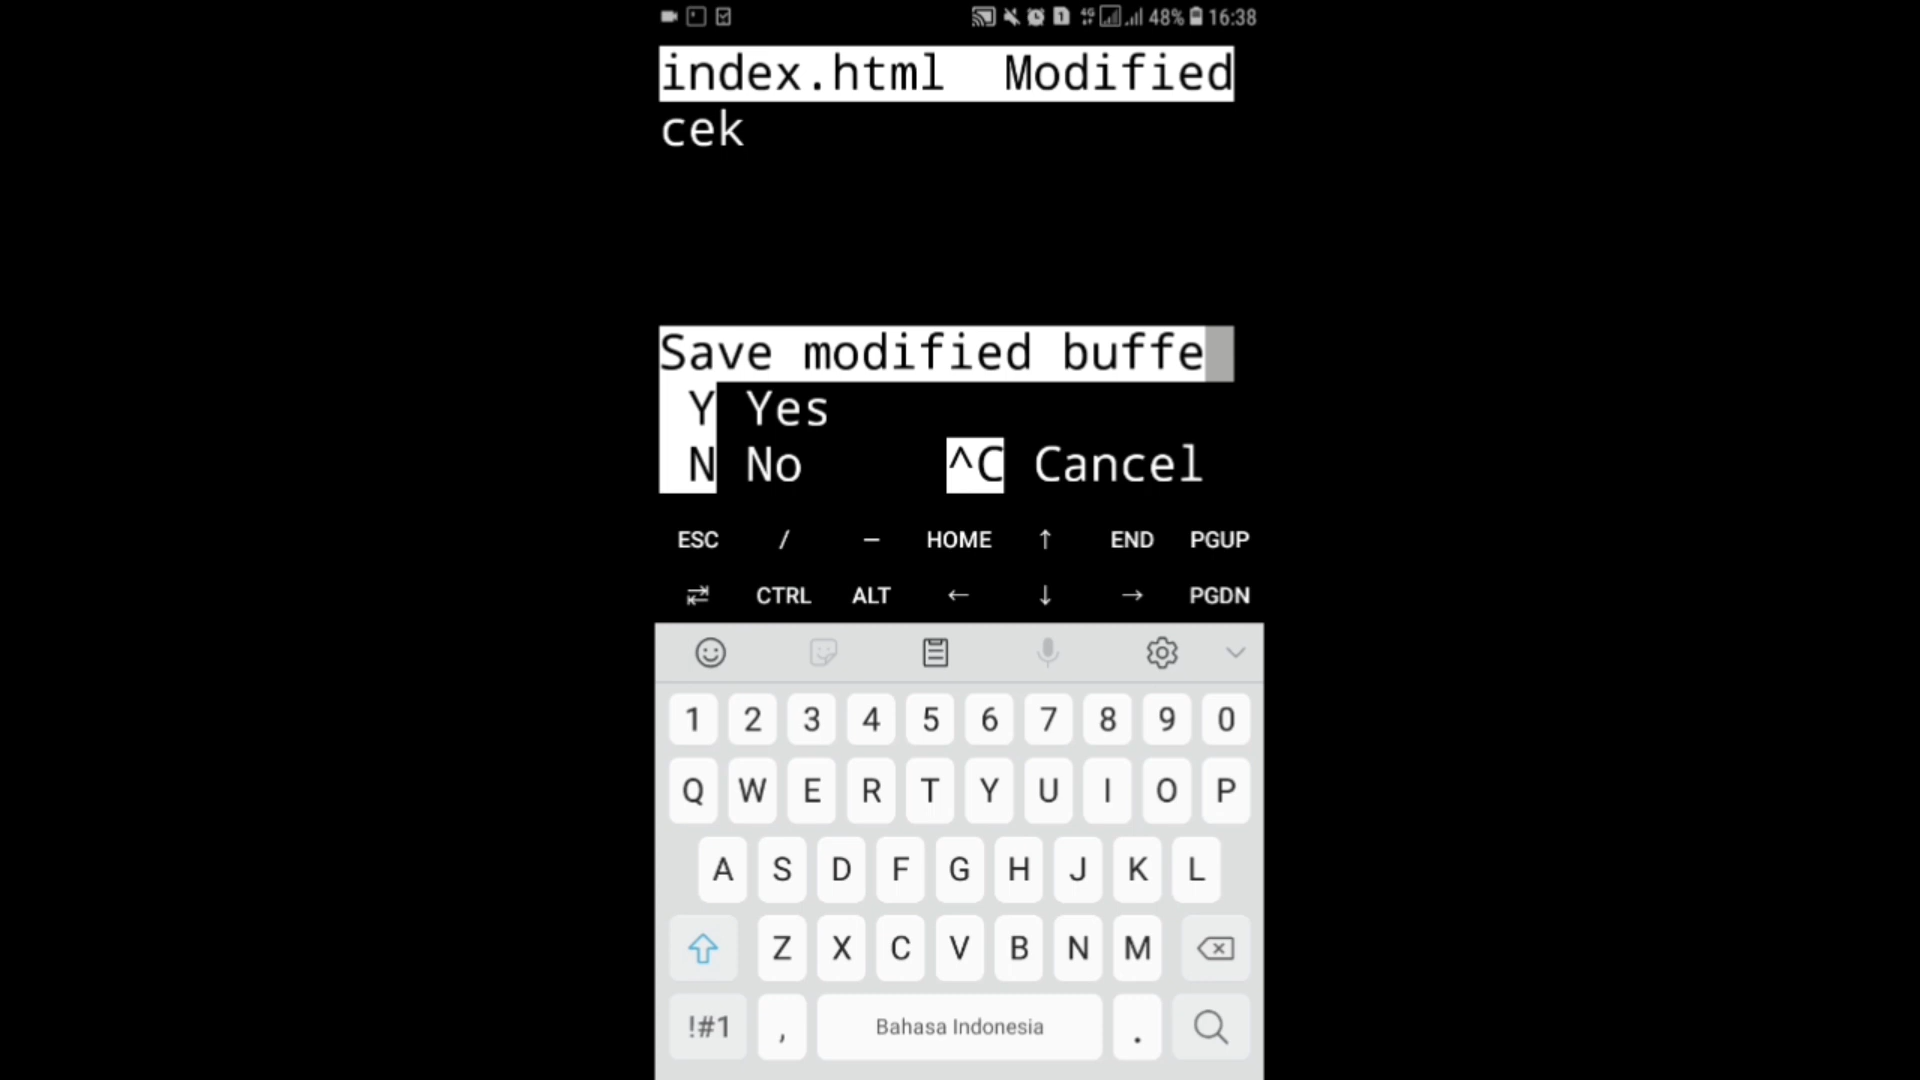 48% 16:38
index.html Modified
cek
Save modified buffe
Y Yes
N No ^C Cancel
ESC / — HOME ↑ END PGUP
CTRL ALT ← ↓ → PGDN
1 2 3 4 5 6 7 8 9 0
Q W E R T Y U I O P
A S D F G H J K L
Z X C V B N M
!#1 , Bahasa Indonesia .